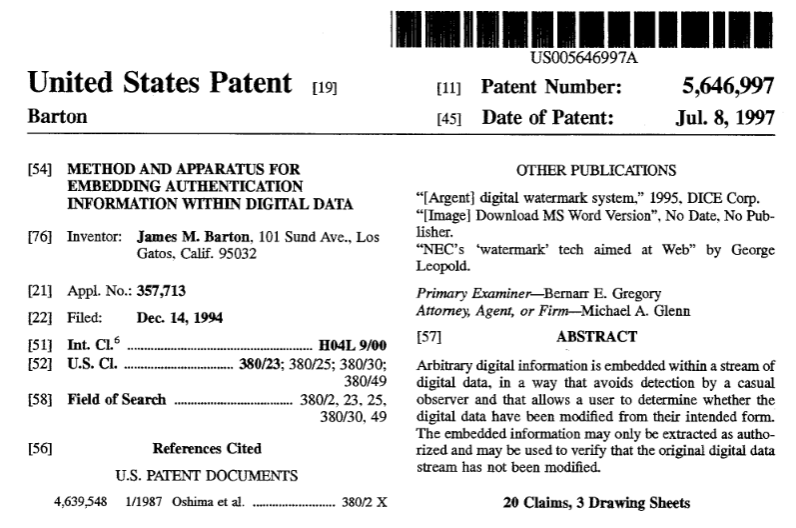 US005646997A
United States Patent [19]
Barton
[11] Patent Number: 5,646,997
[45] Date of Patent: Jul. 8, 1997
[54] METHOD AND APPARATUS FOR
EMBEDDING AUTHENTICATION
INFORMATION WITHIN DIGITAL DATA
[76] Inventor: James M. Barton, 101 Sund Ave., Los
Gatos, Calif. 95032
[21] Appl. No.: 357,713
[22] Filed: Dec. 14, 1994
[51] Int. Cl.6 ................................ H04L 9/00
[52] U.S. Cl. ............................ 380/23; 380/25; 380/30;
380/49
[58] Field of Search .............................. 380/2, 23, 25,
380/30, 49
[56] References Cited
U.S. PATENT DOCUMENTS
4,639,548 1/1987 Oshima et al. .......................... 380/2 X
OTHER PUBLICATIONS
“[Argent] digital watermark system,” 1995, DICE Corp.
“[Image] Download MS Word Version”, No Date, No Pub-
lisher.
“NEC's ‘watermark’ tech aimed at Web” by George
Leopold.
Primary Examiner—Bernarr E. Gregory
Attorney, Agent, or Firm—Michael A. Glenn
[57] ABSTRACT
Arbitrary digital information is embedded within a stream of
digital data, in a way that avoids detection by a casual
observer and that allows a user to determine whether the
digital data have been modified from their intended form.
The embedded information may only be extracted as autho-
rized and may be used to verify that the original digital data
stream has not been modified.
20 Claims, 3 Drawing Sheets